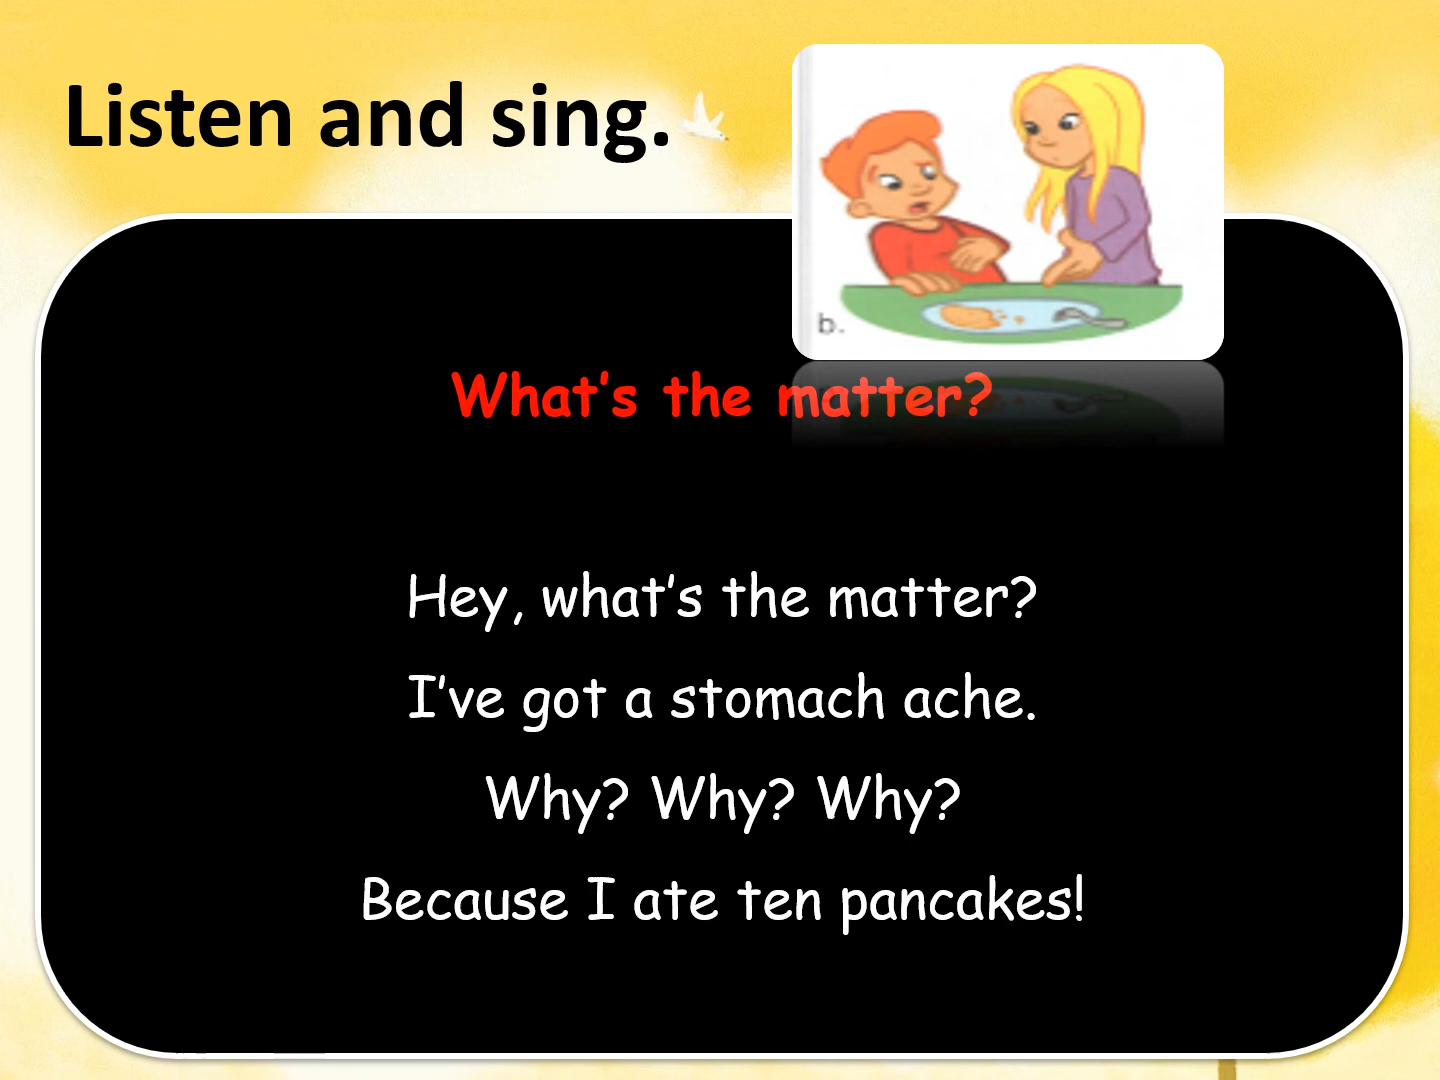 Listen and sing.
b.
What’s the matter?
Hey, what’s the matter?
I’ve got a stomach ache.
Why? Why? Why?
Because I ate ten pancakes!